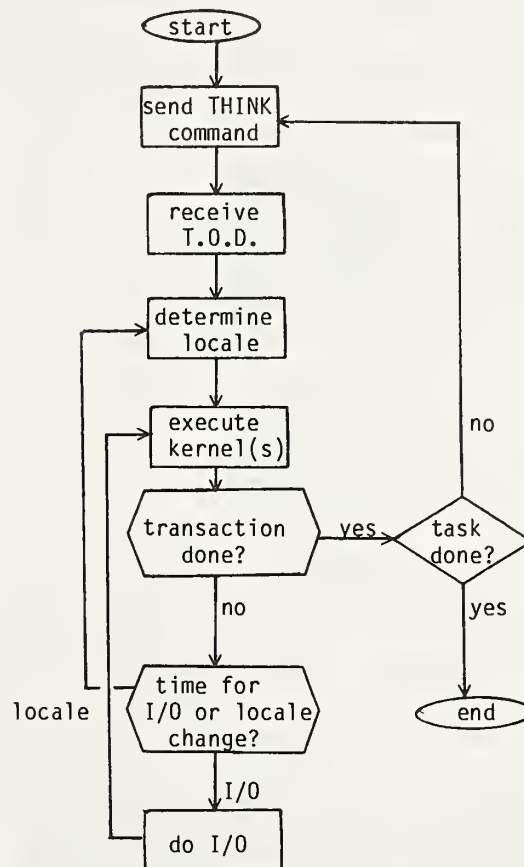 start
send THINK
command
receive
T.O.D.
determine
locale
execute
kernel(s)
no
transaction
done?
yes
task
done?
no
yes
time for
I/O or locale
change?
locale
end
I/O
do I/O